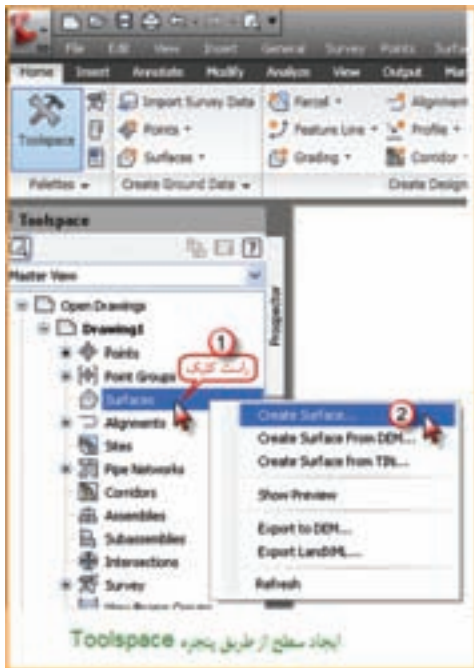 File Edit View Insert General Survey Points
Home Insert Annotate Modify Analyze View Output
Toolspace
Import Survey Data
Parcel
Points
Feature Line
Profile
Surfaces
Grading
Corridor
Palettes
Create Ground Data
Create Design
Toolspace
Master View
Prospector
Open Drawings
Drawing1
Points
Point Groups
Surfaces
Alignments
Sites
Pipe Networks
Corridors
Assemblies
Subassemblies
Intersections
Survey
1
راست کلیک
Create Surface...
2
Create Surface From DEM...
Create Surface from TIN...
Show Preview
Export to DEM...
Export LandXML...
Refresh
ایجاد سطح از طریق پنجره Toolspace